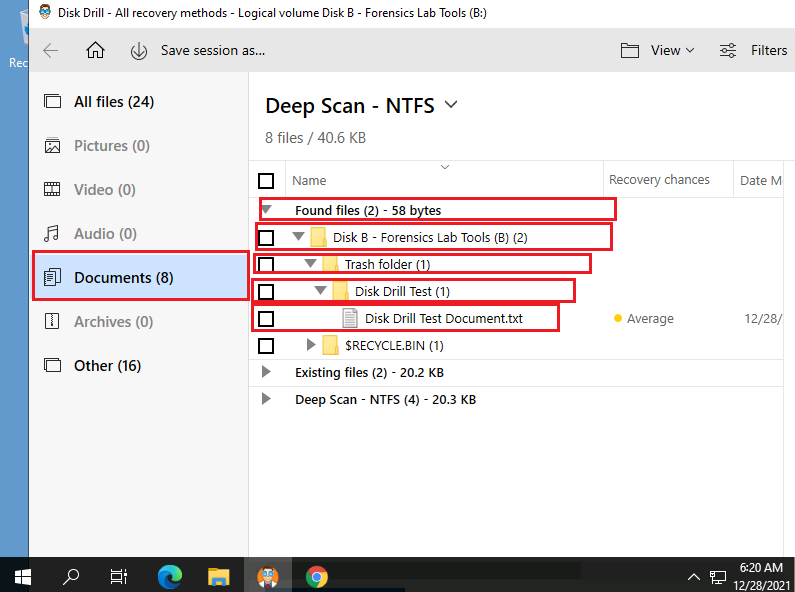 Disk Drill - All recovery methods - Logical volume Disk B - Forensics Lab Tools (B:)
Rec
Save session as...
View
Filters
All files (24)
Pictures (0)
Video (0)
Audio (0)
Documents (8)
Archives (0)
Other (16)
Deep Scan - NTFS
8 files / 40.6 KB
Name Recovery chances Date M
Found files (2) - 58 bytes
Disk B - Forensics Lab Tools (B) (2)
Trash folder (1)
Disk Drill Test (1)
Disk Drill Test Document.txt Average 12/28/
$RECYCLE.BIN (1)
Existing files (2) - 20.2 KB
Deep Scan - NTFS (4) - 20.3 KB
6:20 AM
12/28/2021